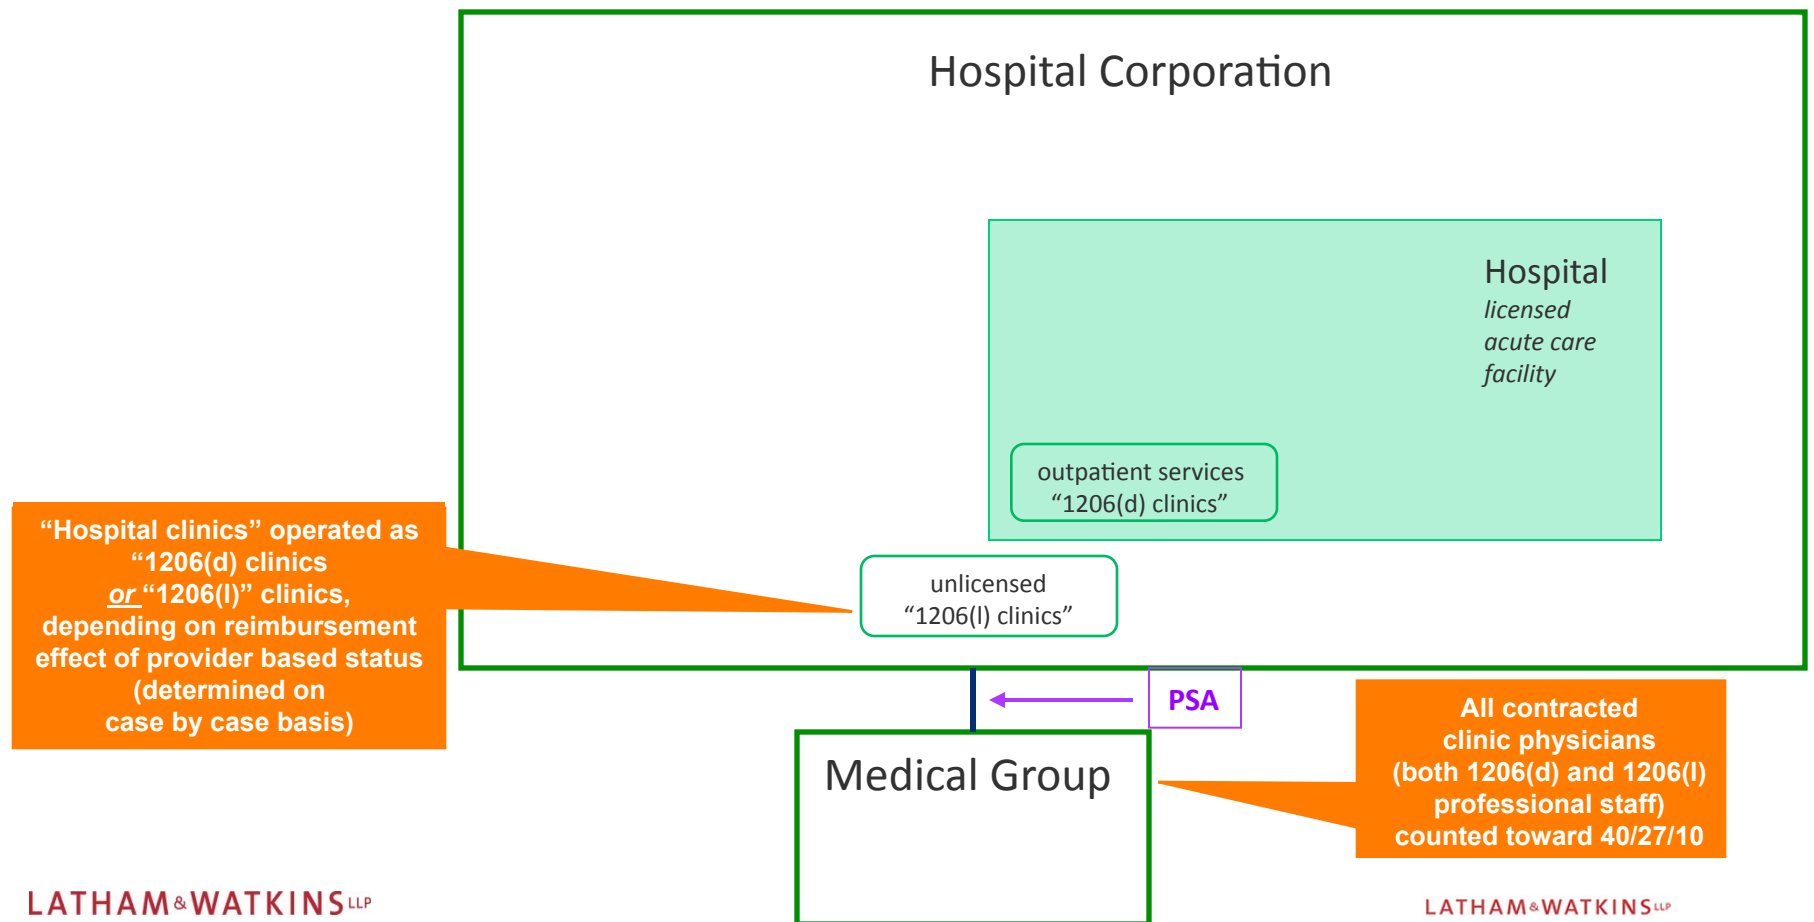 Hospital Corporation
Hospital
licensed
acute care
facility
outpatient services
“1206(d) clinics”
“Hospital clinics” operated as
“1206(d) clinics
or “1206(l)” clinics,
depending on reimbursement
effect of provider based status
(determined on
case by case basis)
unlicensed
“1206(l) clinics”
PSA
Medical Group
All contracted
clinic physicians
(both 1206(d) and 1206(l)
professional staff)
counted toward 40/27/10
LATHAM&WATKINS LLP
LATHAM&WATKINS LLP